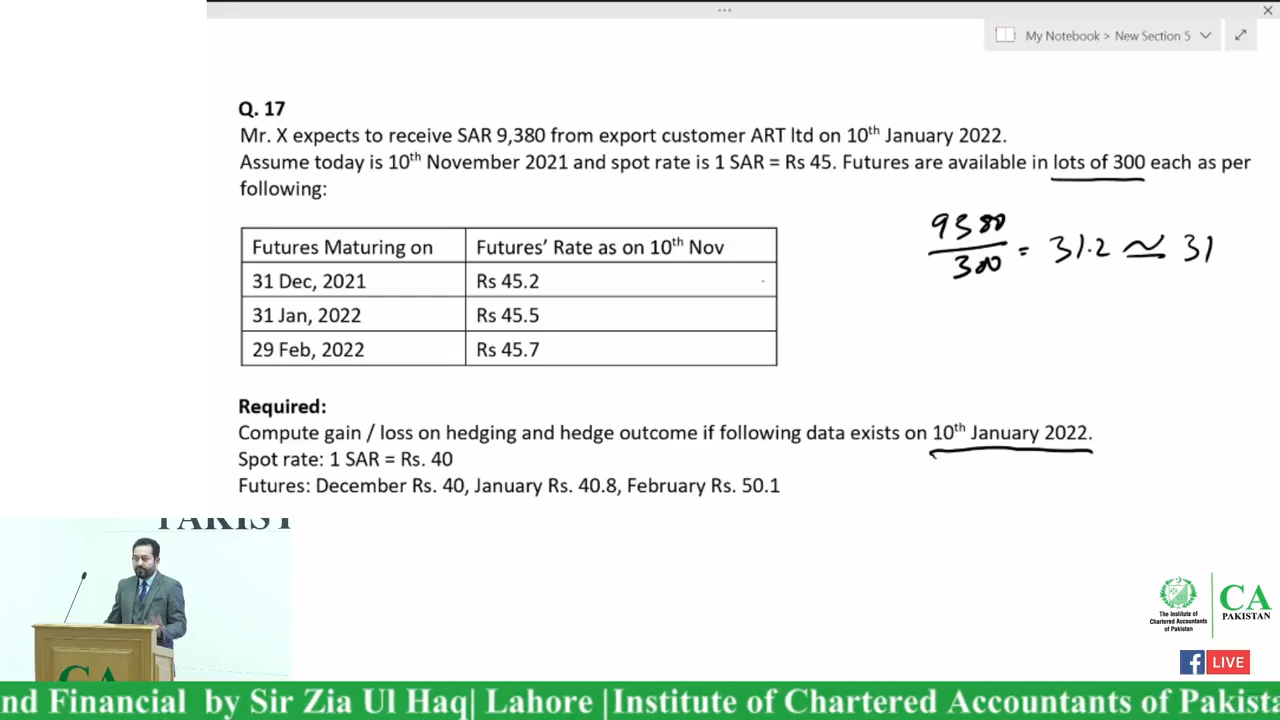 My Notebook > New Section 5
Q. 17
Mr. X expects to receive SAR 9,380 from export customer ART ltd on 10th January 2022.
Assume today is 10th November 2021 and spot rate is 1 SAR = Rs 45. Futures are available in lots of 300 each as per
following:
9380
300
= 31.2 ≃ 31
Futures Maturing on Futures' Rate as on 10th Nov
31 Dec, 2021 Rs 45.2
31 Jan, 2022 Rs 45.5
29 Feb, 2022 Rs 45.7
Required:
Compute gain / loss on hedging and hedge outcome if following data exists on 10th January 2022.
Spot rate: 1 SAR = Rs. 40
Futures: December Rs. 40, January Rs. 40.8, February Rs. 50.1
PAKIST
CA
The Institute of
Chartered Accountants
of Pakistan
CA
PAKISTAN
f LIVE
nd Financial by Sir Zia Ul Haq| Lahore |Institute of Chartered Accountants of Pakista